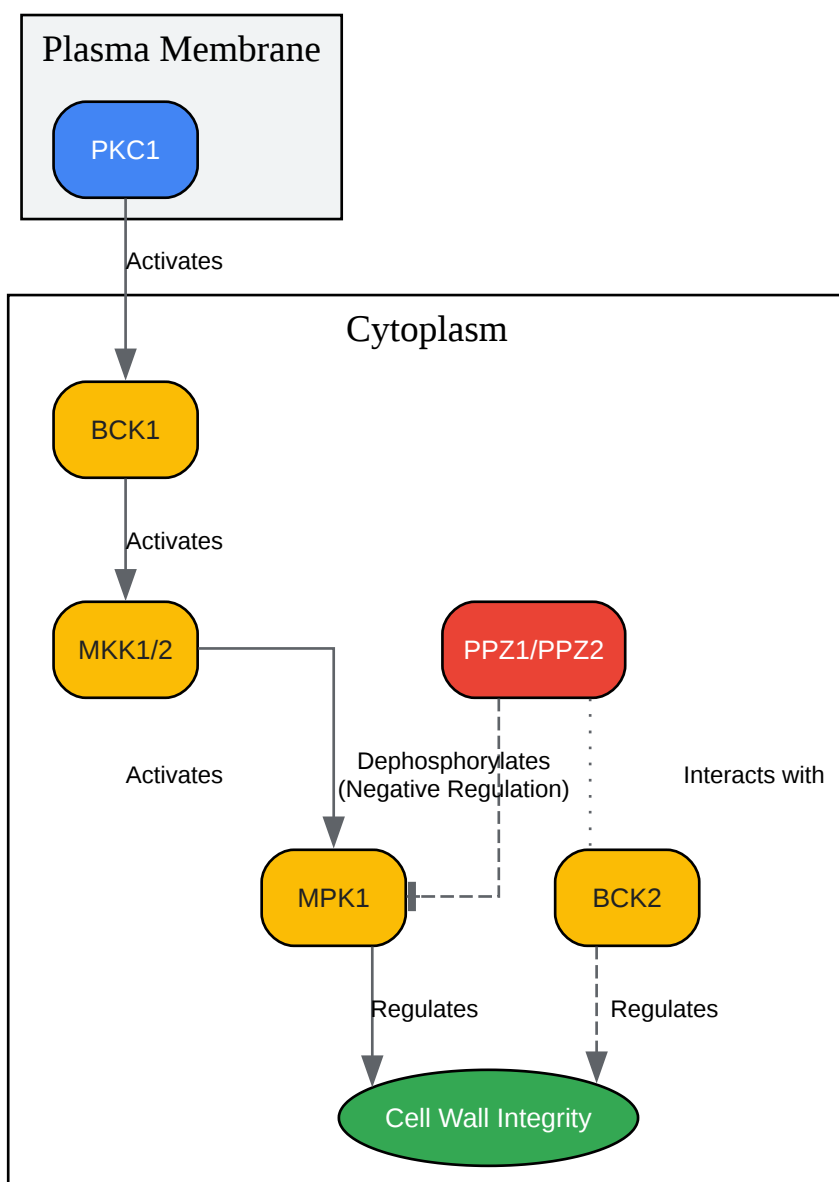 Plasma Membrane
PKC1
Activates
Cytoplasm
BCK1
Activates
MKK1/2
PPZ1/PPZ2
Activates
Dephosphorylates
(Negative Regulation)
Interacts with
MPK1
BCK2
Regulates
Regulates
Cell Wall Integrity